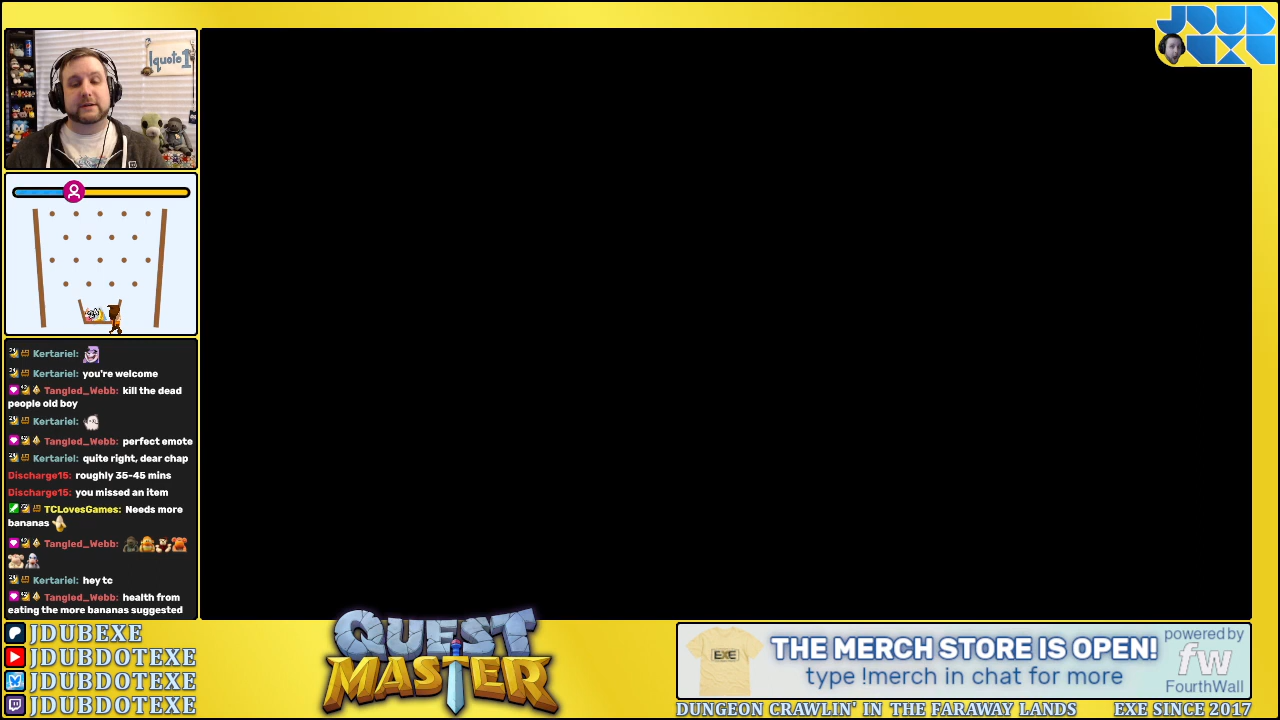 JDUB
EXE
!quote
Kertariel:
Kertariel: you're welcome
Tangled_Webb: kill the dead
people old boy
Kertariel:
Tangled_Webb: perfect emote
Kertariel: quite right, dear chap
Discharge15: roughly 35-45 mins
Discharge15: you missed an item
TCLovesGames: Needs more
bananas
Tangled_Webb:
Kertariel: hey tc
Tangled_Webb: health from
eating the more bananas suggested
JDUBEXE
JDUBDOTEXE
JDUBDOTEXE
JDUBDOTEXE
QUEST
MASTER
EXE
THE MERCH STORE IS OPEN!
type !merch in chat for more
powered by
fw
FourthWall
DUNGEON CRAWLIN' IN THE FARAWAY LANDS
EXE SINCE 2017